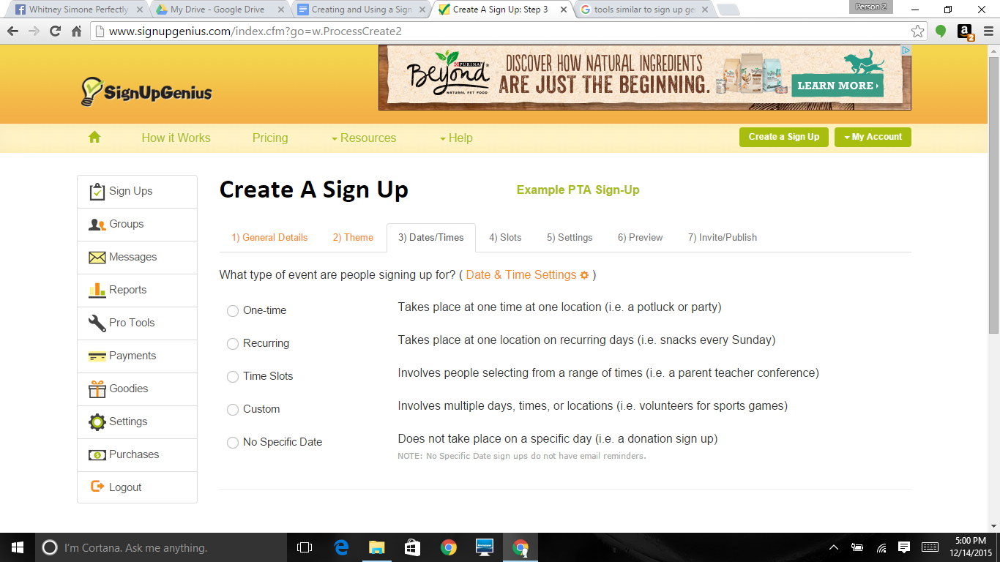 Whitney Simone Perfectly
My Drive - Google Drive
Creating and Using a Sign
Create A Sign Up: Step 3
tools similar to sign up ge
Person 2
www.signupgenius.com/index.cfm?go=w.ProcessCreate2
2
SignUpGenius
PURINA
Beyond
NATURAL PET FOOD
DISCOVER HOW NATURAL INGREDIENTS
ARE JUST THE BEGINNING.
LEARN MORE
How it Works
Pricing
Resources
Help
Create a Sign Up
My Account
Sign Ups
Groups
Messages
Reports
Pro Tools
Payments
Goodies
Settings
Purchases
Logout
Create A Sign Up
Example PTA Sign-Up
1) General Details
2) Theme
3) Dates/Times
4) Slots
5) Settings
6) Preview
7) Invite/Publish
What type of event are people signing up for? ( Date & Time Settings )
One-time
Takes place at one time at one location (i.e. a potluck or party)
Recurring
Takes place at one location on recurring days (i.e. snacks every Sunday)
Time Slots
Involves people selecting from a range of times (i.e. a parent teacher conference)
Custom
Involves multiple days, times, or locations (i.e. volunteers for sports games)
No Specific Date
Does not take place on a specific day (i.e. a donation sign up)
NOTE: No Specific Date sign ups do not have email reminders.
I'm Cortana. Ask me anything.
5:00 PM
12/14/2015